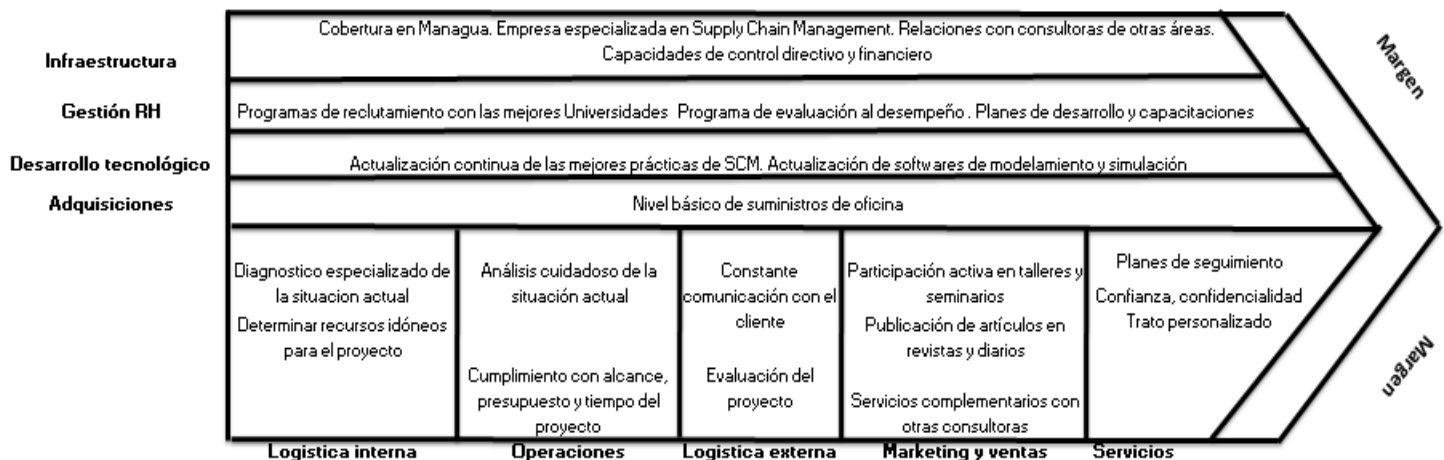 Cobertura en Managua. Empresa especializada en Supply Chain Management. Relaciones con consultoras de otras áreas.
Capacidades de control directivo y financiero
Infraestructura
Margen
Gestión RH
Programas de reclutamiento con las mejores Universidades Programa de evaluación al desempeño . Planes de desarrollo y capacitaciones
Desarrollo tecnológico
Actualización continua de las mejores prácticas de SCM. Actualización de softwares de modelamiento y simulación
Adquisiciones
Nivel básico de suministros de oficina
Diagnostico especializado de
la situacion actual
Determinar recursos idóneos
para el proyecto
Análisis cuidadoso de la
situación actual
Cumplimiento con alcance,
presupuesto y tiempo del
proyecto
Constante
comunicación con el
cliente
Evaluación del
proyecto
Participación activa en talleres y
seminarios
Publicación de artículos en
revistas y diarios
Servicios complementarios con
otras consultoras
Planes de seguimiento
Confianza, confidencialidad
Trato personalizado
Margen
Logistica interna
Operaciones
Logistica externa
Marketing y ventas
Servicios